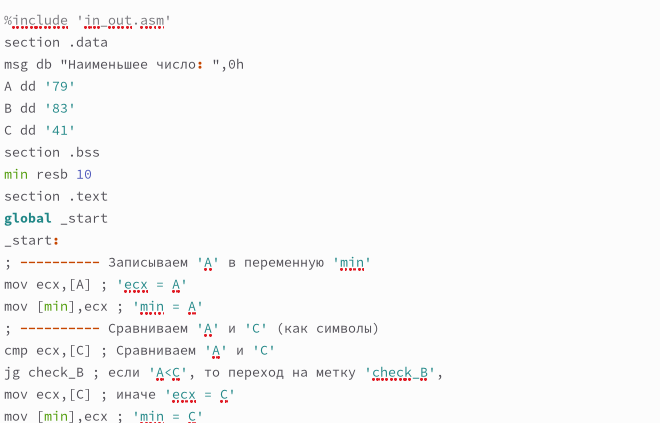 %include 'in_out.asm'
section .data
msg db "Наименьшее число: ",0h
A dd '79'
B dd '83'
C dd '41'
section .bss
min resb 10
section .text
global _start
_start:
; ---------- Записываем 'A' в переменную 'min'
mov ecx,[A] ; 'ecx = A'
mov [min],ecx ; 'min = A'
; ---------- Сравниваем 'A' и 'C' (как символы)
cmp ecx,[C] ; Сравниваем 'A' и 'C'
jg check_B ; если 'A<C', то переход на метку 'check_B',
mov ecx,[C] ; иначе 'ecx = C'
mov [min],ecx ; 'min = C'